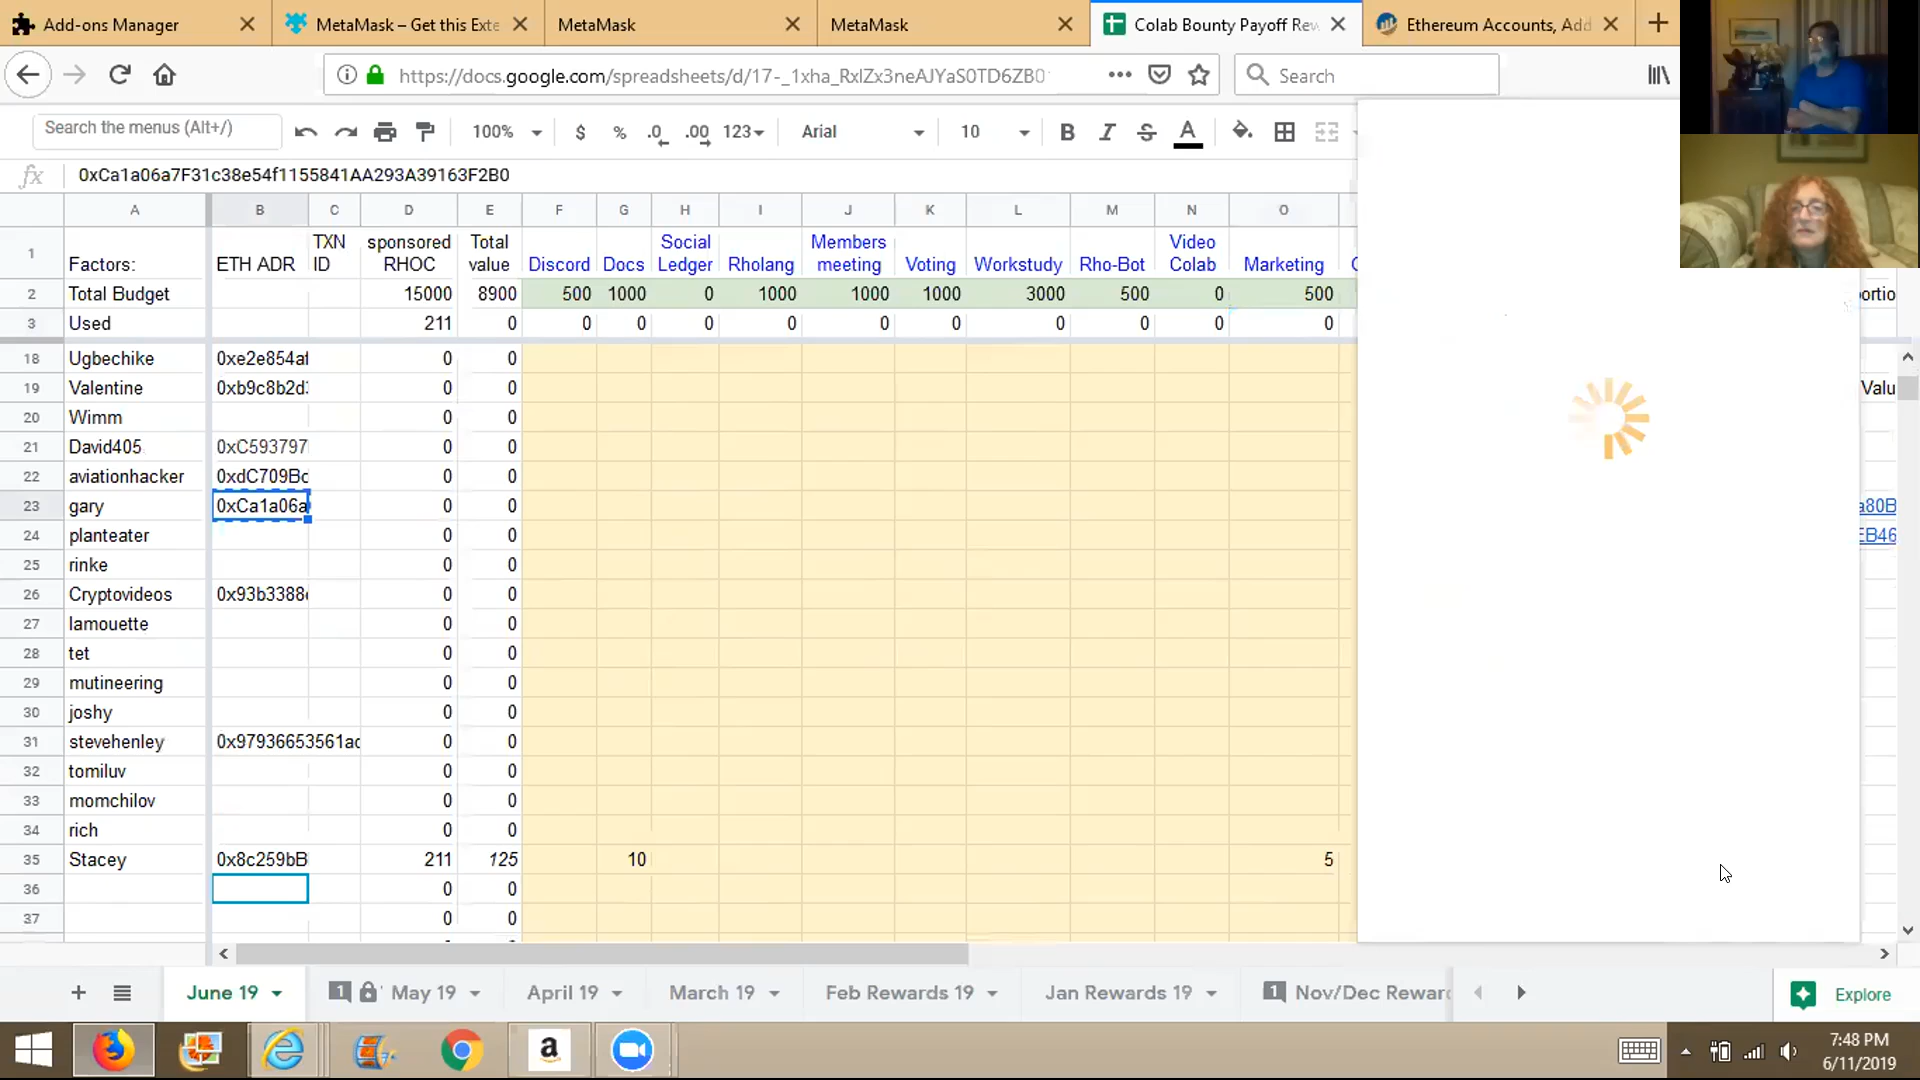 Add-ons Manager
MetaMask – Get this Exte
MetaMask
MetaMask
Colab Bounty Payoff Rew
Ethereum Accounts, Add
https://docs.google.com/spreadsheets/d/17-_1xha_RxlZx3neAJYaS0TD6ZB0
Search
Search the menus (Alt+/)
100%
$
%
.0
.00
123
Arial
10
B
I
S
A
fx
0xCa1a06a7F31c38e54f1155841AA293A39163F2B0
A B C D E F G H I J K L M N O
1 Factors: ETH ADR TXN ID sponsored RHOC Total value Discord Docs Social Ledger Rholang Members meeting Voting Workstudy Rho-Bot Video Colab Marketing
2 Total Budget 15000 8900 500 1000 0 1000 1000 1000 3000 500 0 500 ortio
3 Used 211 0 0 0 0 0 0 0 0 0 0 0
18 Ugbechike 0xe2e854af 0 0
19 Valentine 0xb9c8b2d 0 0 Valu
20 Wimm 0 0
21 David405 0xC593797 0 0
22 aviationhacker 0xdC709Bc 0 0
23 gary 0xCa1a06a 0 0 a80B
24 planteater 0 0 EB46
25 rinke 0 0
26 Cryptovideos 0x93b3388 0 0
27 lamouette 0 0
28 tet 0 0
29 mutineering 0 0
30 joshy 0 0
31 stevehenley 0x97936653561ac 0 0
32 tomiluv 0 0
33 momchilov 0 0
34 rich 0 0
35 Stacey 0x8c259bB 211 125 10 5
36 0 0
37 0 0
June 19
1 May 19
April 19
March 19
Feb Rewards 19
Jan Rewards 19
1 Nov/Dec Rewar
Explore
7:48 PM
6/11/2019